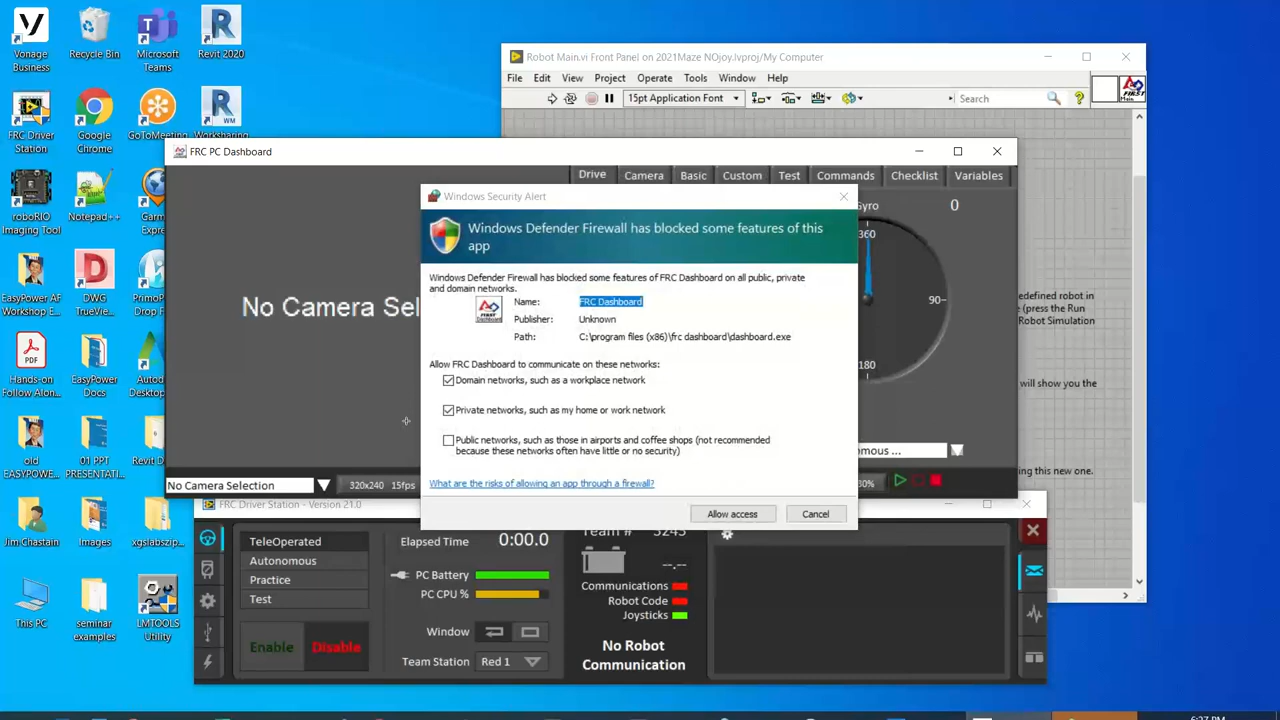 Vonage
Business
Recycle Bin
Microsoft
Teams
Revit 2020
FRC Driver
Station
Google
Chrome
GoToMeeting
Worksharing
roboRIO
Imaging Tool
Notepad++
EasyPower AF
Workshop E...
DWG
TrueVie...
Hands-on
Follow Alon...
EasyPower
Docs
old
EASYPOWE...
01 PPT
PRESENTATI...
Jim Chastain
Images
xgslabszip...
This PC
seminar
examples
LMTOOLS
Utility
Robot Main.vi Front Panel on 2021Maze NOjoy.lvproj/My Computer
File Edit View Project Operate Tools Window Help
15pt Application Font
Search
FRC PC Dashboard
Drive Camera Basic Custom Test Commands Checklist Variables
Gyro 0
360
90
180
No Camera Sel
No Camera Selection
320x240 15fps
mous ...
30%
edefined robot in
e (press the Run
Robot Simulation
will show you the
ing this new one.
Windows Security Alert
Windows Defender Firewall has blocked some features of this
app
Windows Defender Firewall has blocked some features of FRC Dashboard on all public, private
and domain networks.
Name: FRC Dashboard
Publisher: Unknown
Path: C:\program files (x86)\frc dashboard\dashboard.exe
Allow FRC Dashboard to communicate on these networks:
Domain networks, such as a workplace network
Private networks, such as my home or work network
Public networks, such as those in airports and coffee shops (not recommended
because these networks often have little or no security)
What are the risks of allowing an app through a firewall?
Allow access Cancel
FRC Driver Station - Version 21.0
TeleOperated
Autonomous
Practice
Test
Enable Disable
Elapsed Time 0:00.0
PC Battery
PC CPU %
Window
Team Station Red 1
Team # 3245
--.--
Communications
Robot Code
Joysticks
No Robot
Communication
6:27 PM